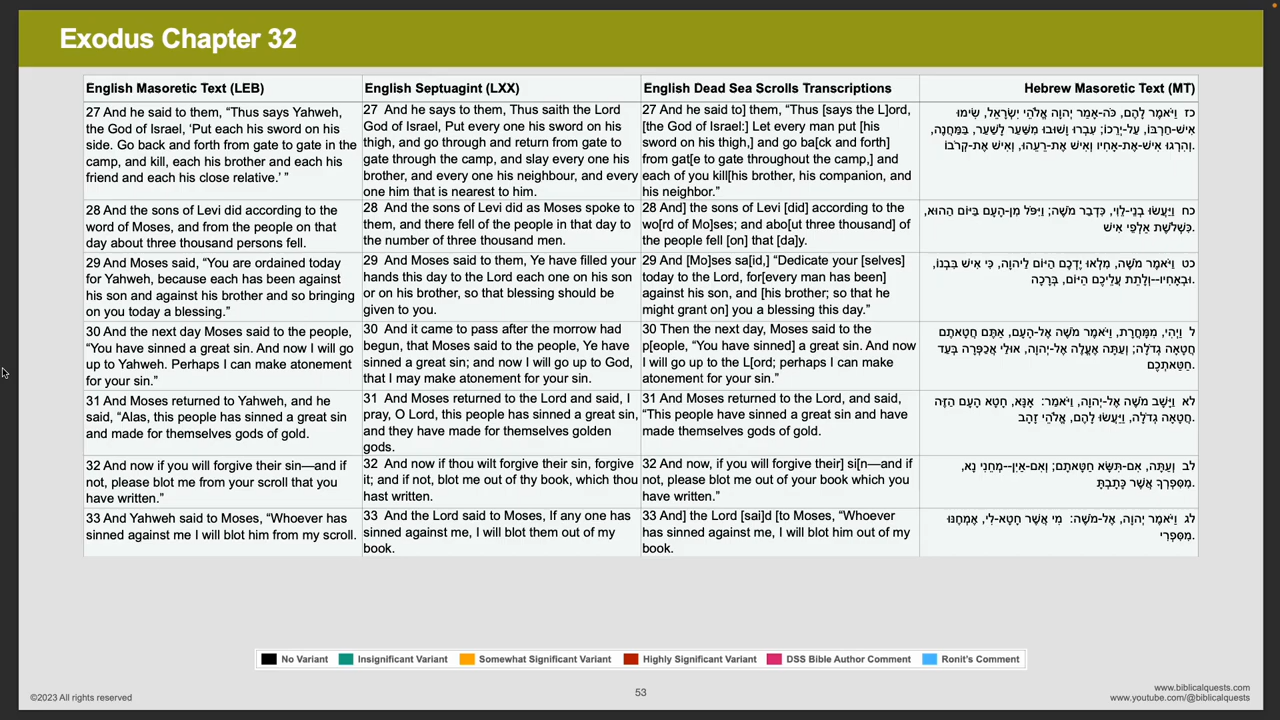 Exodus Chapter 32
English Masoretic Text (LEB)
English Septuagint (LXX)
English Dead Sea Scrolls Transcriptions
Hebrew Masoretic Text (MT)
27 And he said to them, “Thus says Yahweh,
the God of Israel, ‘Put each his sword on his
side. Go back and forth from gate to gate in the
camp, and kill, each his brother and each his
friend and each his close relative.’ ”
27 And he says to them, Thus saith the Lord
God of Israel, Put every one his sword on his
thigh, and go through and return from gate to
gate through the camp, and slay every one his
brother, and every one his neighbour, and every
one him that is nearest to him.
27 And he said to] them, “Thus [says the L]ord,
[the God of Israel:] Let every man put [his
sword on his thigh,] and go ba[ck and forth]
from gat[e to gate throughout the camp,] and
each of you kill[his brother, his companion, and
his neighbor.”
כז וַיֹּאמֶר לָהֶם, כֹּה-אָמַר יְהוָה אֱלֹהֵי יִשְׂרָאֵל, שִׂימוּ
אִישׁ-חַרְבּוֹ, עַל-יְרֵכוֹ; עִבְרוּ וָשׁוּבוּ מִשַּׁעַר לָשַׁעַר, בַּמַּחֲנֶה,
וְהִרְגוּ אִישׁ-אֶת-אָחִיו וְאִישׁ אֶת-רֵעֵהוּ, וְאִישׁ אֶת-קְרֹבוֹ.
28 And the sons of Levi did according to the
word of Moses, and from the people on that
day about three thousand persons fell.
28 And the sons of Levi did as Moses spoke to
them, and there fell of the people in that day to
the number of three thousand men.
28 And] the sons of Levi [did] according to the
wo[rd of Mo]ses; and abo[ut three thousand] of
the people fell [on] that [da]y.
כח וַיַּעֲשׂוּ בְנֵי-לֵוִי, כִּדְבַר מֹשֶׁה; וַיִּפֹּל מִן-הָעָם בַּיּוֹם הַהוּא,
כִּשְׁלֹשֶׁת אַלְפֵי אִישׁ.
29 And Moses said, “You are ordained today
for Yahweh, because each has been against
his son and against his brother and so bringing
on you today a blessing.”
29 And Moses said to them, Ye have filled your
hands this day to the Lord each one on his son
or on his brother, so that blessing should be
given to you.
29 And [Mo]ses sa[id,] “Dedicate your [selves]
today to the Lord, for[every man has been]
against his son, and [his brother; so that he
might grant on] you a blessing this day.”
כט וַיֹּאמֶר מֹשֶׁה, מִלְאוּ יֶדְכֶם הַיּוֹם לַיהוָה, כִּי אִישׁ בִּבְנוֹ,
וּבְאָחִיו--וְלָתֵת עֲלֵיכֶם הַיּוֹם, בְּרָכָה.
30 And the next day Moses said to the people,
“You have sinned a great sin. And now I will go
up to Yahweh. Perhaps I can make atonement
for your sin.”
30 And it came to pass after the morrow had
begun, that Moses said to the people, Ye have
sinned a great sin; and now I will go up to God,
that I may make atonement for your sin.
30 Then the next day, Moses said to the
p[eople, “You have sinned] a great sin. And now
I will go up to the L[ord; perhaps I can make
atonement for your sin.”
ל וַיְהִי, מִמָּחֳרָת, וַיֹּאמֶר מֹשֶׁה אֶל-הָעָם, אַתֶּם חֲטָאתֶם
חֲטָאָה גְדֹלָה; וְעַתָּה אֶעֱלֶה אֶל-יְהוָה, אוּלַי אֲכַפְּרָה בְּעַד
חַטַּאתְכֶם.
31 And Moses returned to Yahweh, and he
said, “Alas, this people has sinned a great sin
and made for themselves gods of gold.
31 And Moses returned to the Lord and said, I
pray, O Lord, this people has sinned a great sin,
and they have made for themselves golden
gods.
31 And Moses returned to the Lord, and said,
“This people have sinned a great sin and have
made themselves gods of gold.
לא וַיָּשָׁב מֹשֶׁה אֶל-יְהוָה, וַיֹּאמַר: אָנָּא, חָטָא הָעָם הַזֶּה
חֲטָאָה גְדֹלָה, וַיַּעֲשׂוּ לָהֶם, אֱלֹהֵי זָהָב.
32 And now if you will forgive their sin—and if
not, please blot me from your scroll that you
have written.”
32 And now if thou wilt forgive their sin, forgive
it; and if not, blot me out of thy book, which thou
hast written.
32 And now, if you will forgive their] si[n—and if
not, please blot me out of your book which you
have written.”
לב וְעַתָּה, אִם-תִּשָּׂא חַטָּאתָם; וְאִם-אַיִן--מְחֵנִי נָא,
מִסִּפְרְךָ אֲשֶׁר כָּתָבְתָּ.
33 And Yahweh said to Moses, “Whoever has
sinned against me I will blot him from my scroll.
33 And the Lord said to Moses, If any one has
sinned against me, I will blot them out of my
book.
33 And] the Lord [sai]d [to Moses, “Whoever
has sinned against me, I will blot him out of my
book.
לג וַיֹּאמֶר יְהוָה, אֶל-מֹשֶׁה: מִי אֲשֶׁר חָטָא-לִי, אֶמְחֶנּוּ
מִסִּפְרִי.
No Variant
Insignificant Variant
Somewhat Significant Variant
Highly Significant Variant
DSS Bible Author Comment
Ronit's Comment
©2023 All rights reserved
53
www.biblicalquests.com
www.youtube.com/@biblicalquests